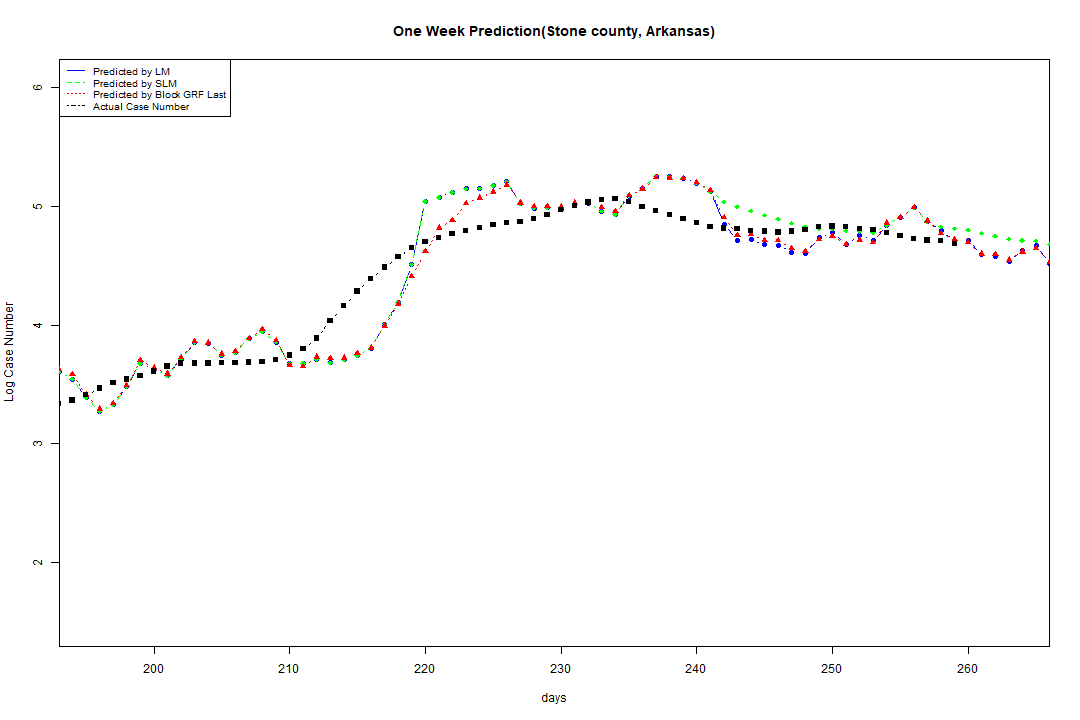 One Week Prediction(Stone county, Arkansas)
Predicted by LM
Predicted by SLM
Predicted by Block GRF Last
Actual Case Number
6
5
4
3
2
Log Case Number
200 210 220 230 240 250 260
days